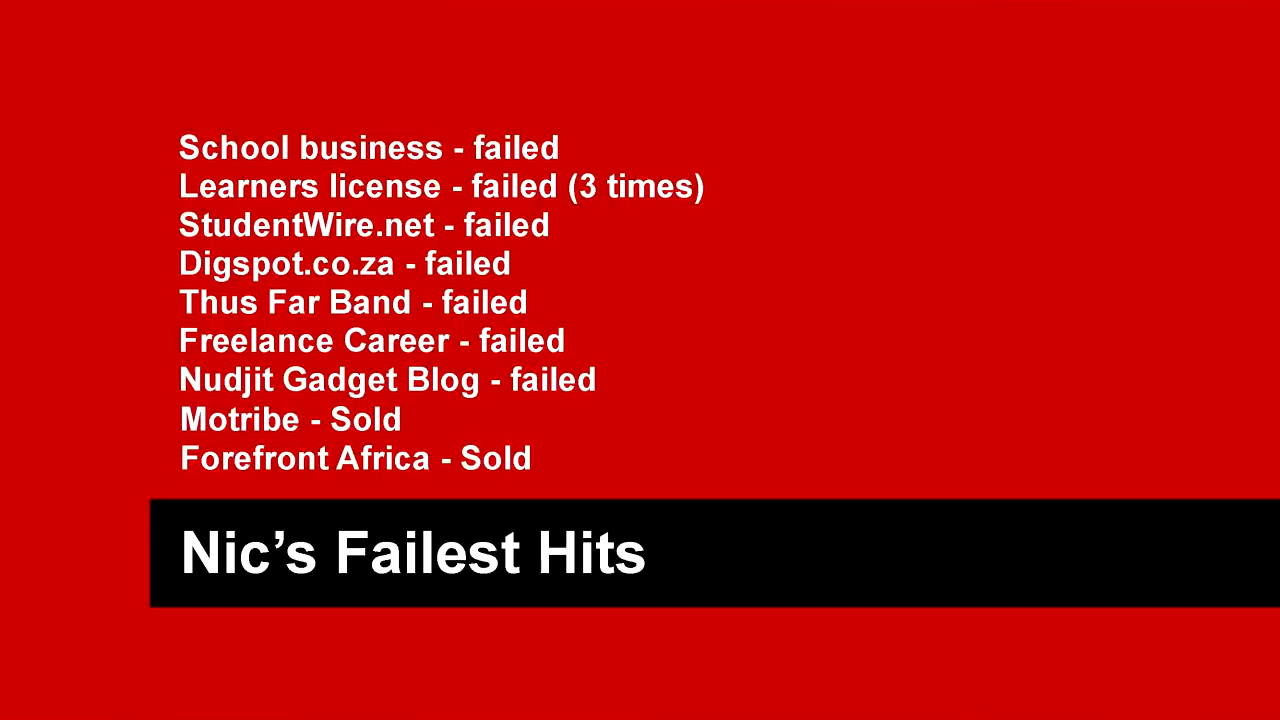 School business - failed
Learners license - failed (3 times)
StudentWire.net - failed
Digspot.co.za - failed
Thus Far Band - failed
Freelance Career - failed
Nudjit Gadget Blog - failed
Motribe - Sold
Forefront Africa - Sold
Nic’s Failest Hits